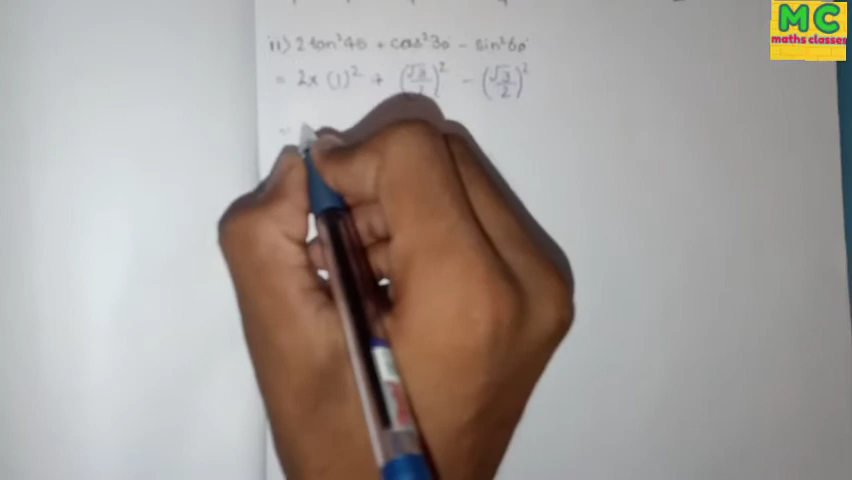 MC
maths classes
ii) 2 tan²45 + cos²30 - sin²60°
= 2x (1)² + (√3/2)² - (√3/2)²
=